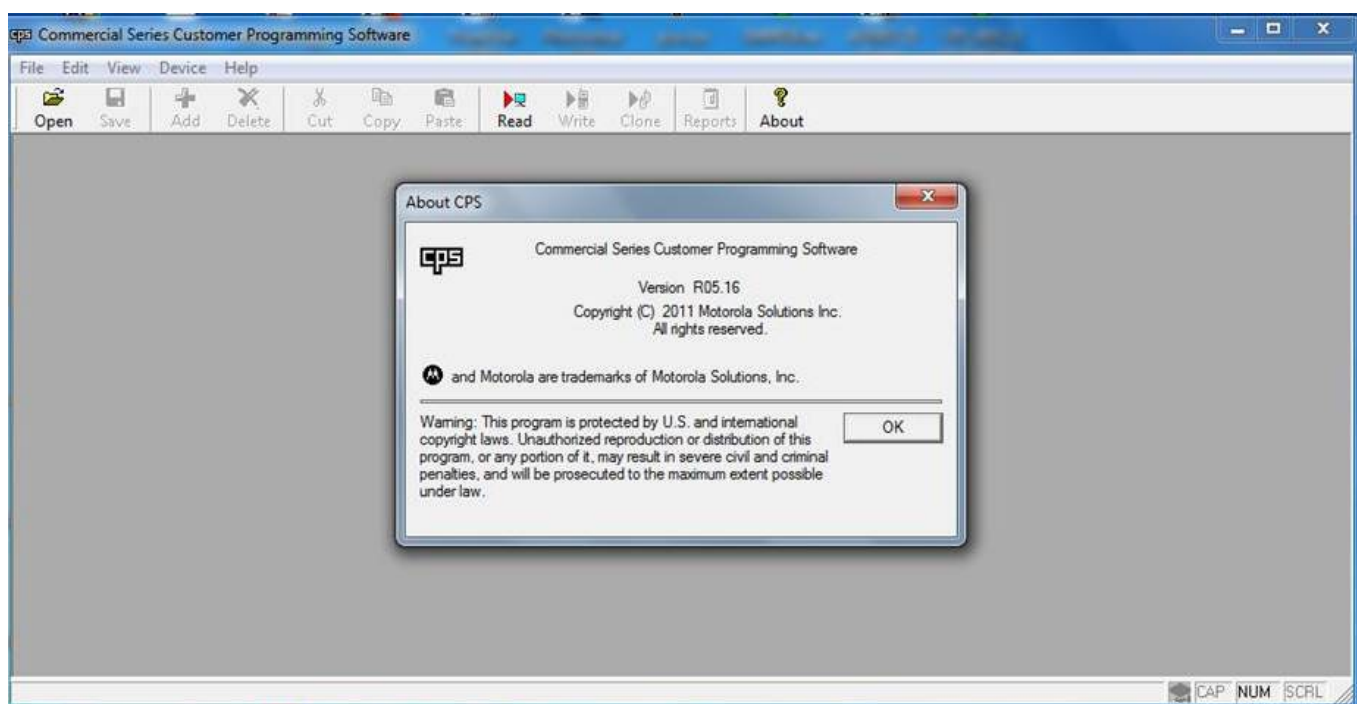 cps Commercial Series Customer Programming Software
File Edit View Device Help
Open Save Add Delete Cut Copy Paste Read Write Clone Reports About
About CPS
cps
Commercial Series Customer Programming Software
Version R05.16
Copyright (C) 2011 Motorola Solutions Inc.
All rights reserved.
and Motorola are trademarks of Motorola Solutions, Inc.
Warning: This program is protected by U.S. and international
copyright laws. Unauthorized reproduction or distribution of this
program, or any portion of it, may result in severe civil and criminal
penalties, and will be prosecuted to the maximum extent possible
under law.
OK
CAP NUM SCRL